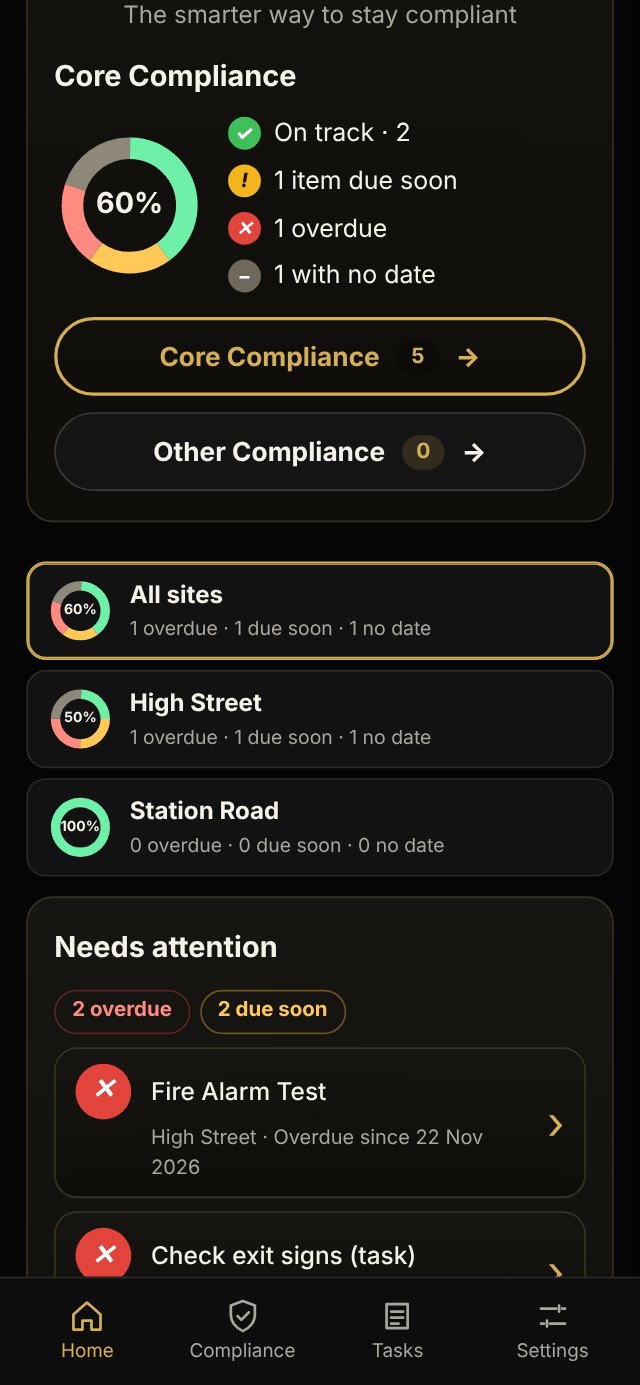 The smarter way to stay compliant
Core Compliance
60%
On track · 2
! 1 item due soon
1 overdue
1 with no date
Core Compliance 5 →
Other Compliance 0 →
60%
All sites
1 overdue · 1 due soon · 1 no date
50%
High Street
1 overdue · 1 due soon · 1 no date
100%
Station Road
0 overdue · 0 due soon · 0 no date
Needs attention
2 overdue 2 due soon
Fire Alarm Test
High Street · Overdue since 22 Nov
2026
Check exit signs (task)
Home Compliance Tasks Settings